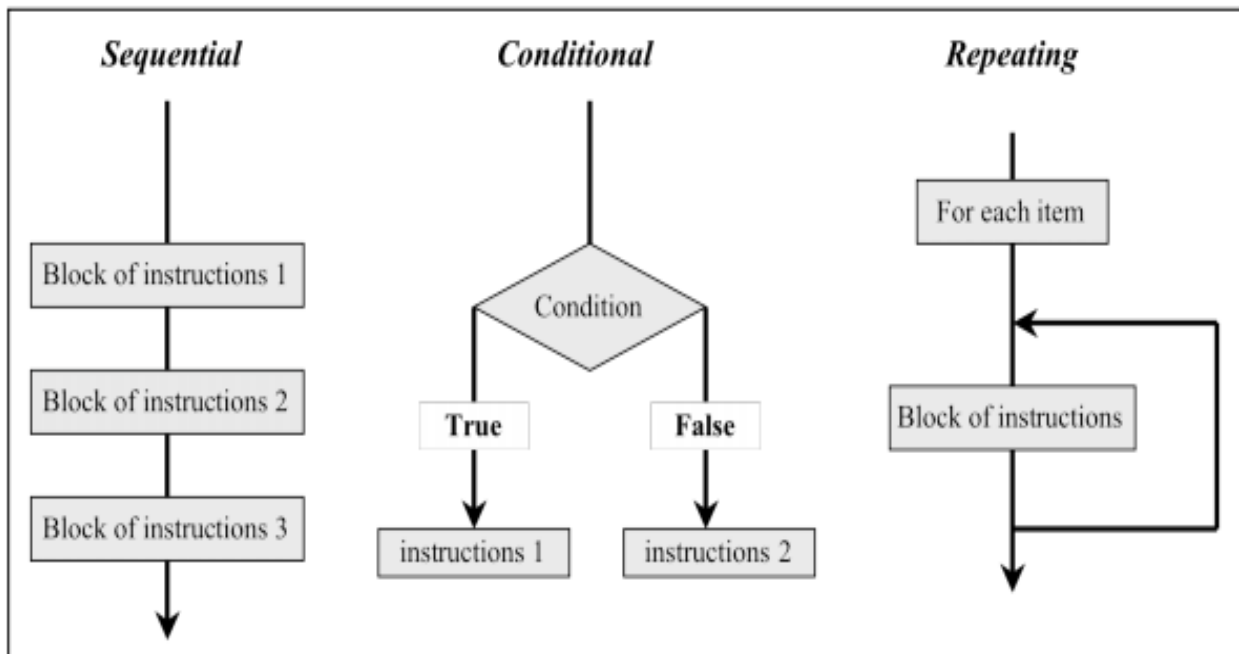 Sequential
Block of instructions 1
Block of instructions 2
Block of instructions 3
Conditional
Condition
True
False
instructions 1
instructions 2
Repeating
For each item
Block of instructions